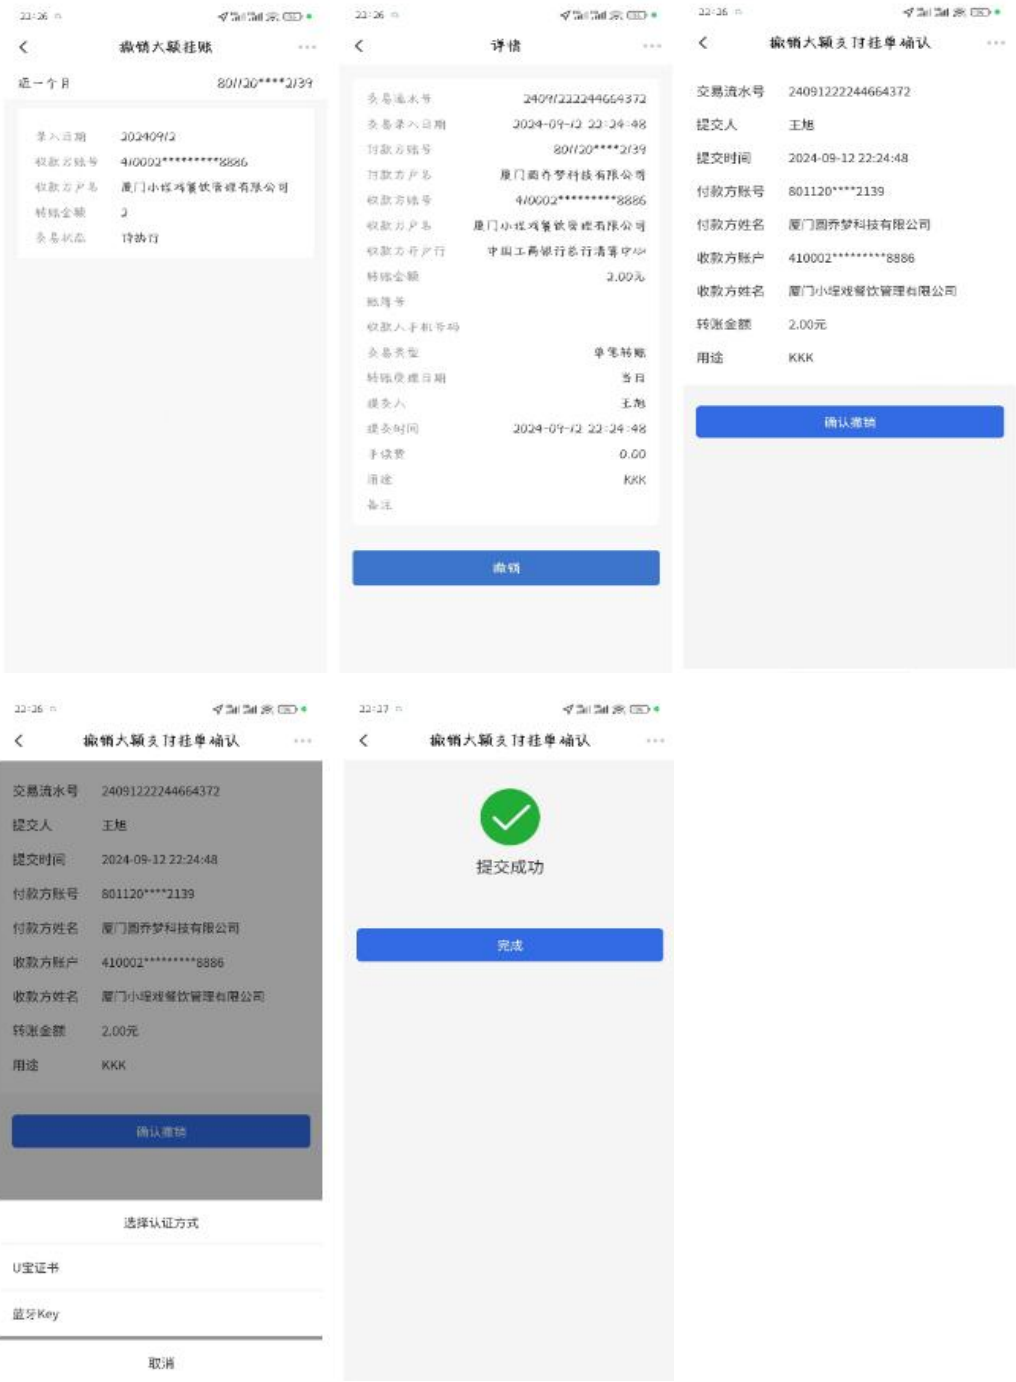 22:26
撤销大额挂账
近一个月 801120****2139
录入日期 20240912
收款方账号 410002*********8886
收款方户名 厦门小埕戏餐饮管理有限公司
转账金额 2
交易状态 待执行
22:26
详情
交易流水号 24091222244664372
交易录入日期 2024-09-12 22:24:48
付款方账号 801120****2139
付款方户名 厦门圆乔梦科技有限公司
收款方账号 410002*********8886
收款方户名 厦门小埕戏餐饮管理有限公司
收款方开户行 中国工商银行总行清算中心
转账金额 2.00元
账簿号
收款人手机号码
交易类型 单笔转账
转账受理日期 当日
提交人 王旭
提交时间 2024-09-12 22:24:48
手续费 0.00
用途 KKK
备注
撤销
22:26
撤销大额支付挂单确认
交易流水号 24091222244664372
提交人 王旭
提交时间 2024-09-12 22:24:48
付款方账号 801120****2139
付款方姓名 厦门圆乔梦科技有限公司
收款方账户 410002*********8886
收款方姓名 厦门小埕戏餐饮管理有限公司
转账金额 2.00元
用途 KKK
确认撤销
22:26
撤销大额支付挂单确认
交易流水号 24091222244664372
提交人 王旭
提交时间 2024-09-12 22:24:48
付款方账号 801120****2139
付款方姓名 厦门圆乔梦科技有限公司
收款方账户 410002*********8886
收款方姓名 厦门小埕戏餐饮管理有限公司
转账金额 2.00元
用途 KKK
确认撤销
选择认证方式
U宝证书
蓝牙Key
取消
22:27
撤销大额支付挂单确认
提交成功
完成